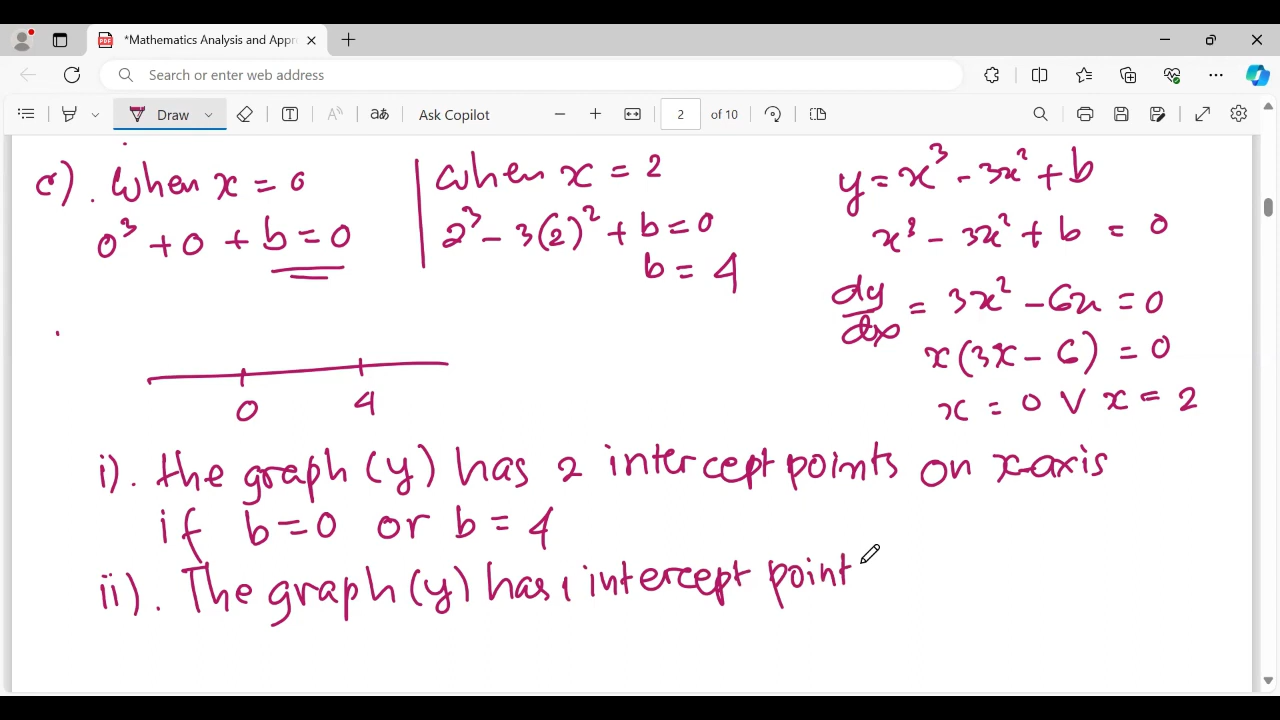 *Mathematics Analysis and Appr
Search or enter web address
Draw
aあ
Ask Copilot
2 of 10
c). When x = 0
0³ + 0 + b = 0
When x = 2
2³ - 3(2)² + b = 0
b = 4
y = x³ - 3x² + b
x³ - 3x² + b = 0
dy/dx = 3x² - 6x = 0
x(3x - 6) = 0
x = 0 ∨ x = 2
0 4
i). the graph (y) has 2 intercept points on x-axis
if b = 0 or b = 4
ii). The graph (y) has 1 intercept point